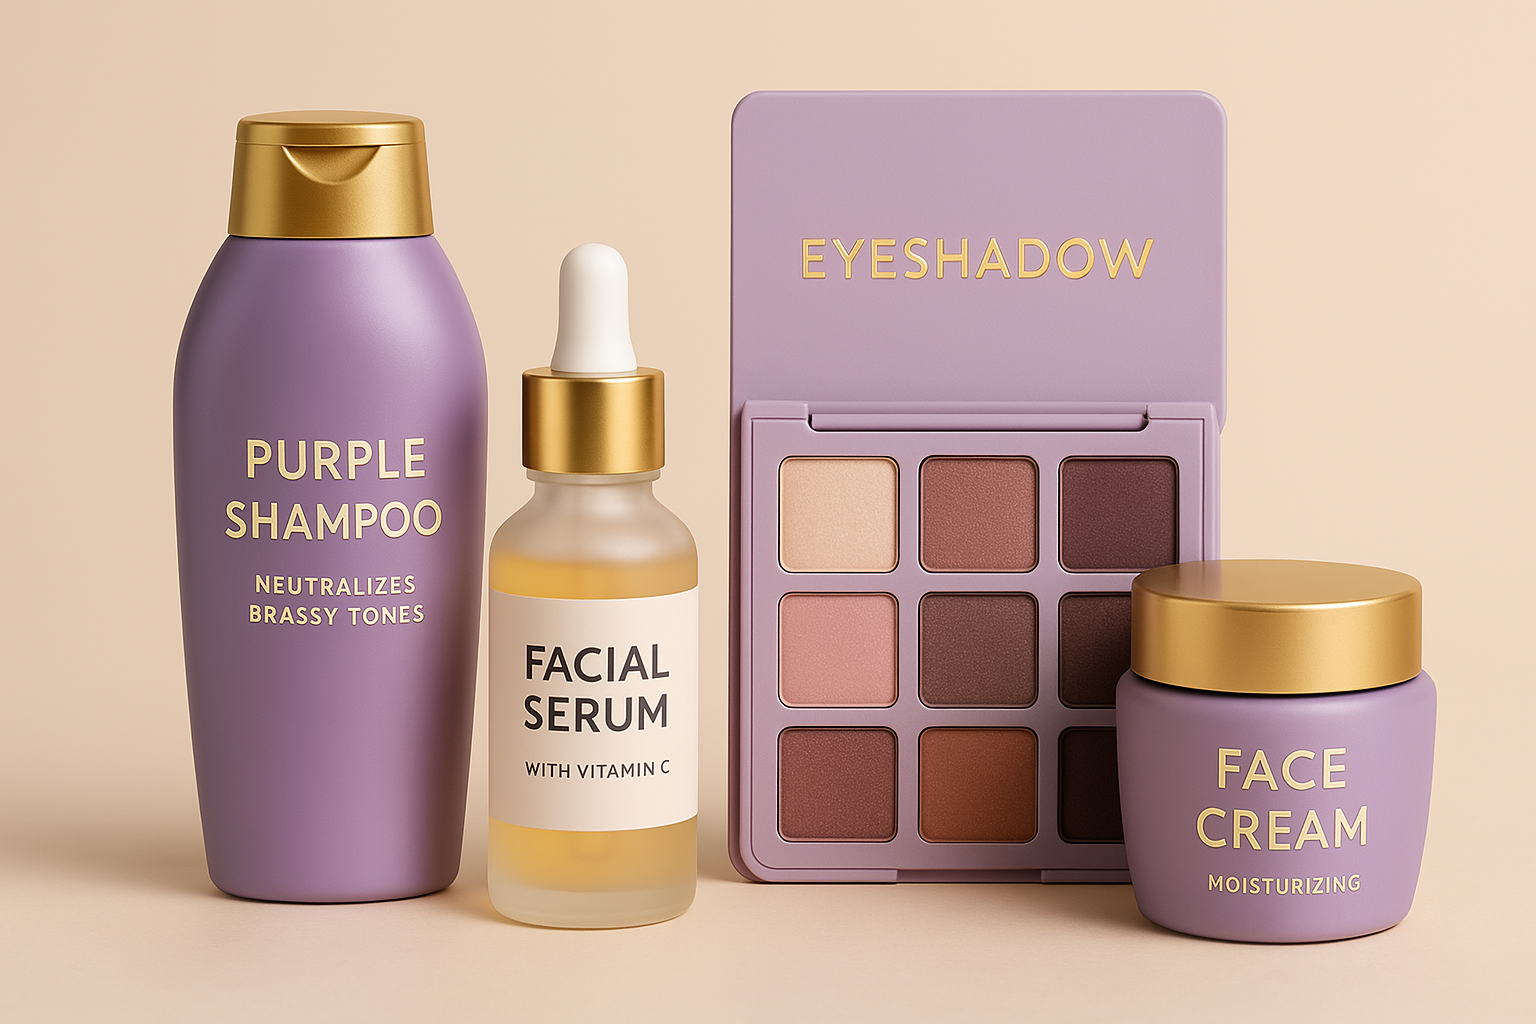 PURPLE
SHAMPOO
NEUTRALIZES
BRASSY TONES
FACIAL
SERUM
WITH VITAMIN C
EYESHADOW
FACE
CREAM
MOISTURIZING